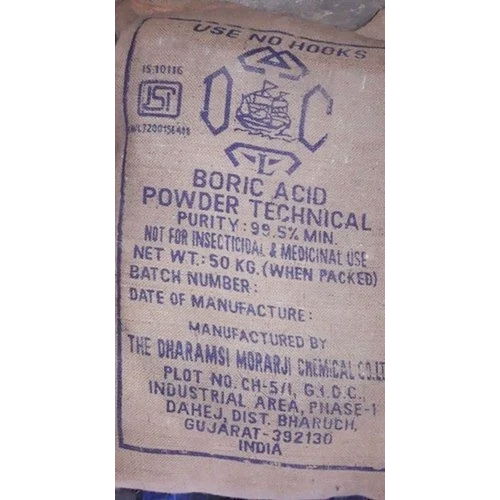 USE NO HOOKS
IS:10116
ISI
D C
L
BORIC ACID
POWDER TECHNICAL
PURITY: 99.5% MIN.
NOT FOR INSECTICIDAL & MEDICINAL USE
NET WT.: 50 KG. (WHEN PACKED)
BATCH NUMBER:
DATE OF MANUFACTURE:
MANUFACTURED BY
THE DHARAMSI MORARJI CHEMICAL CO. LT
PLOT NO. CH-5/1, G.I.D.C.,
INDUSTRIAL AREA, PHASE-1
DAHEJ, DIST. BHARUCH,
GUJARAT-392130
INDIA